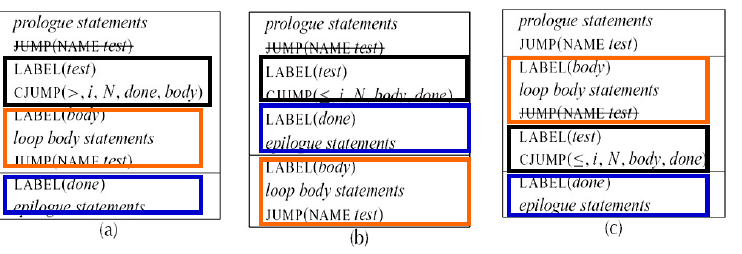 prologue statements
JUMP(NAME test)
LABEL(test)
CJUMP(>, i, N, done, body)
LABEL(body)
loop body statements
JUMP(NAME test)
LABEL(done)
epilogue statements
(a)
prologue statements
JUMP(NAME test)
LABEL(test)
CJUMP(≤, i, N, body, done)
LABEL(done)
epilogue statements
LABEL(body)
loop body statements
JUMP(NAME test)
(b)
prologue statements
JUMP(NAME test)
LABEL(body)
loop body statements
JUMP(NAME test)
LABEL(test)
CJUMP(≤, i, N, body, done)
LABEL(done)
epilogue statements
(c)